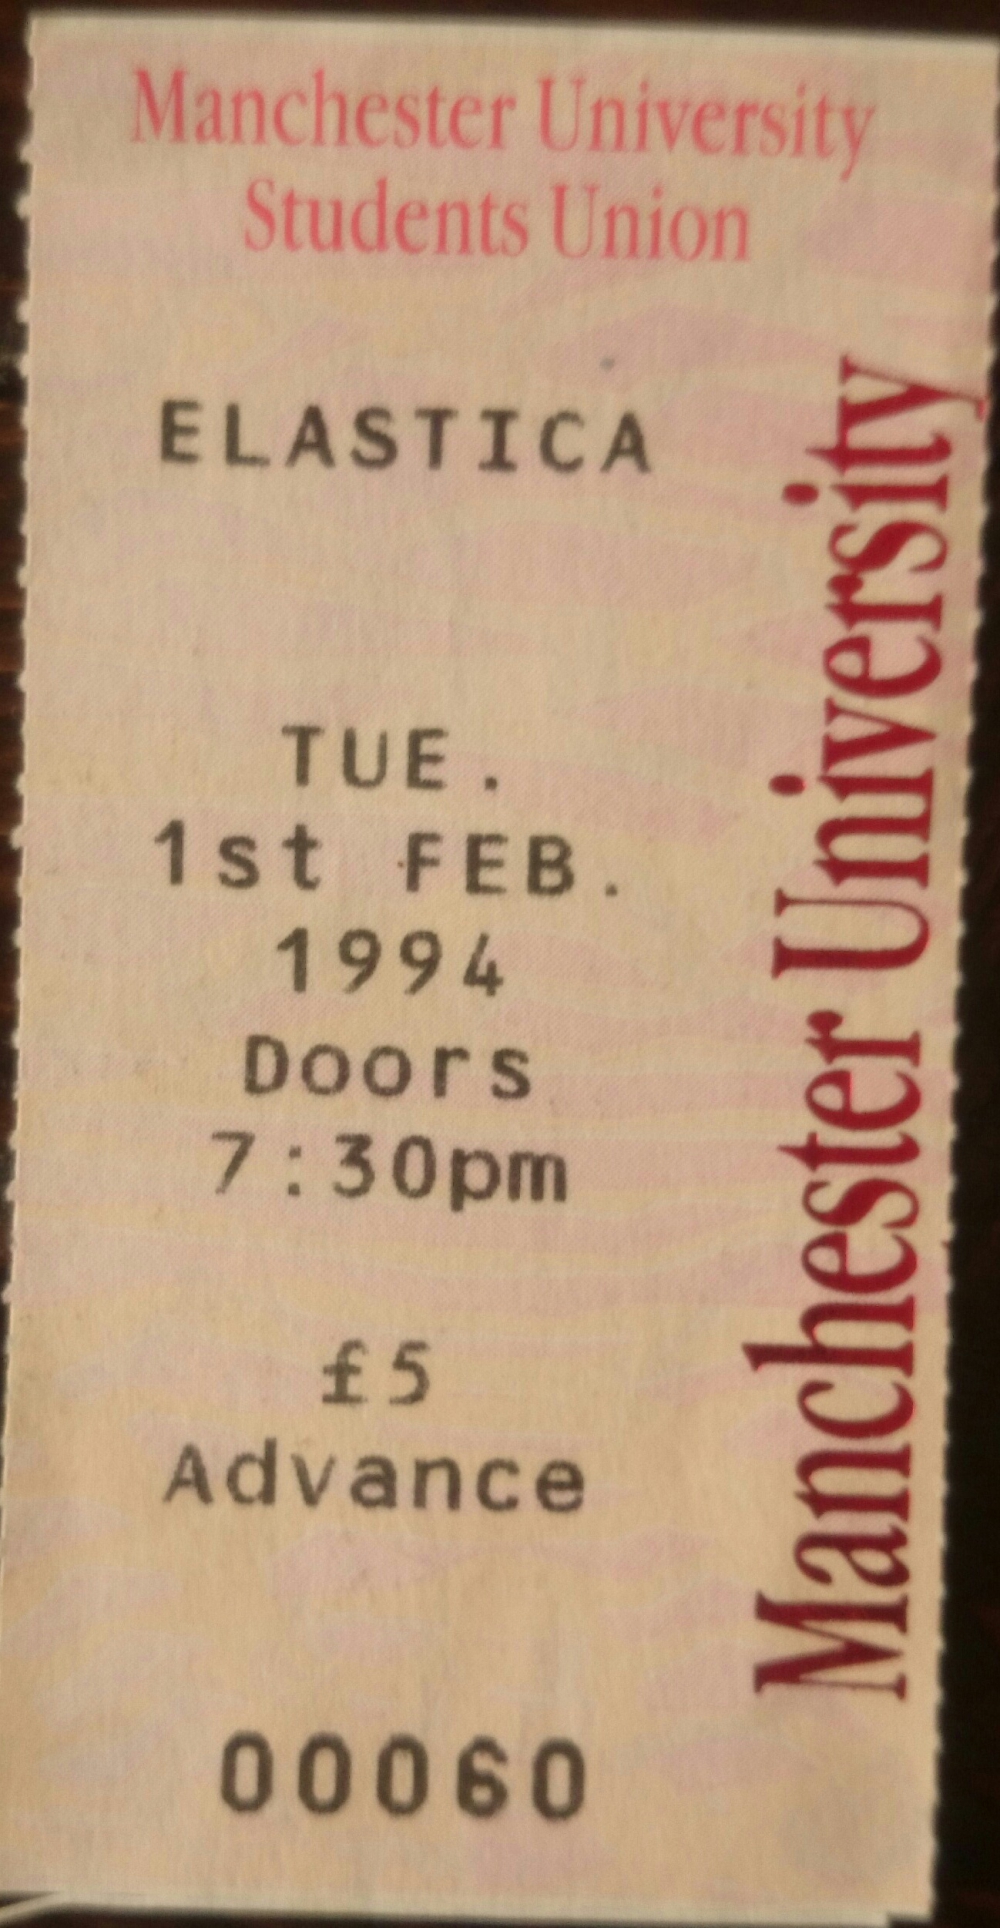 Manchester University
Students Union
ELASTICA
TUE.
1st FEB.
1994
Doors
7:30pm
£5
Advance
00060
Manchester University